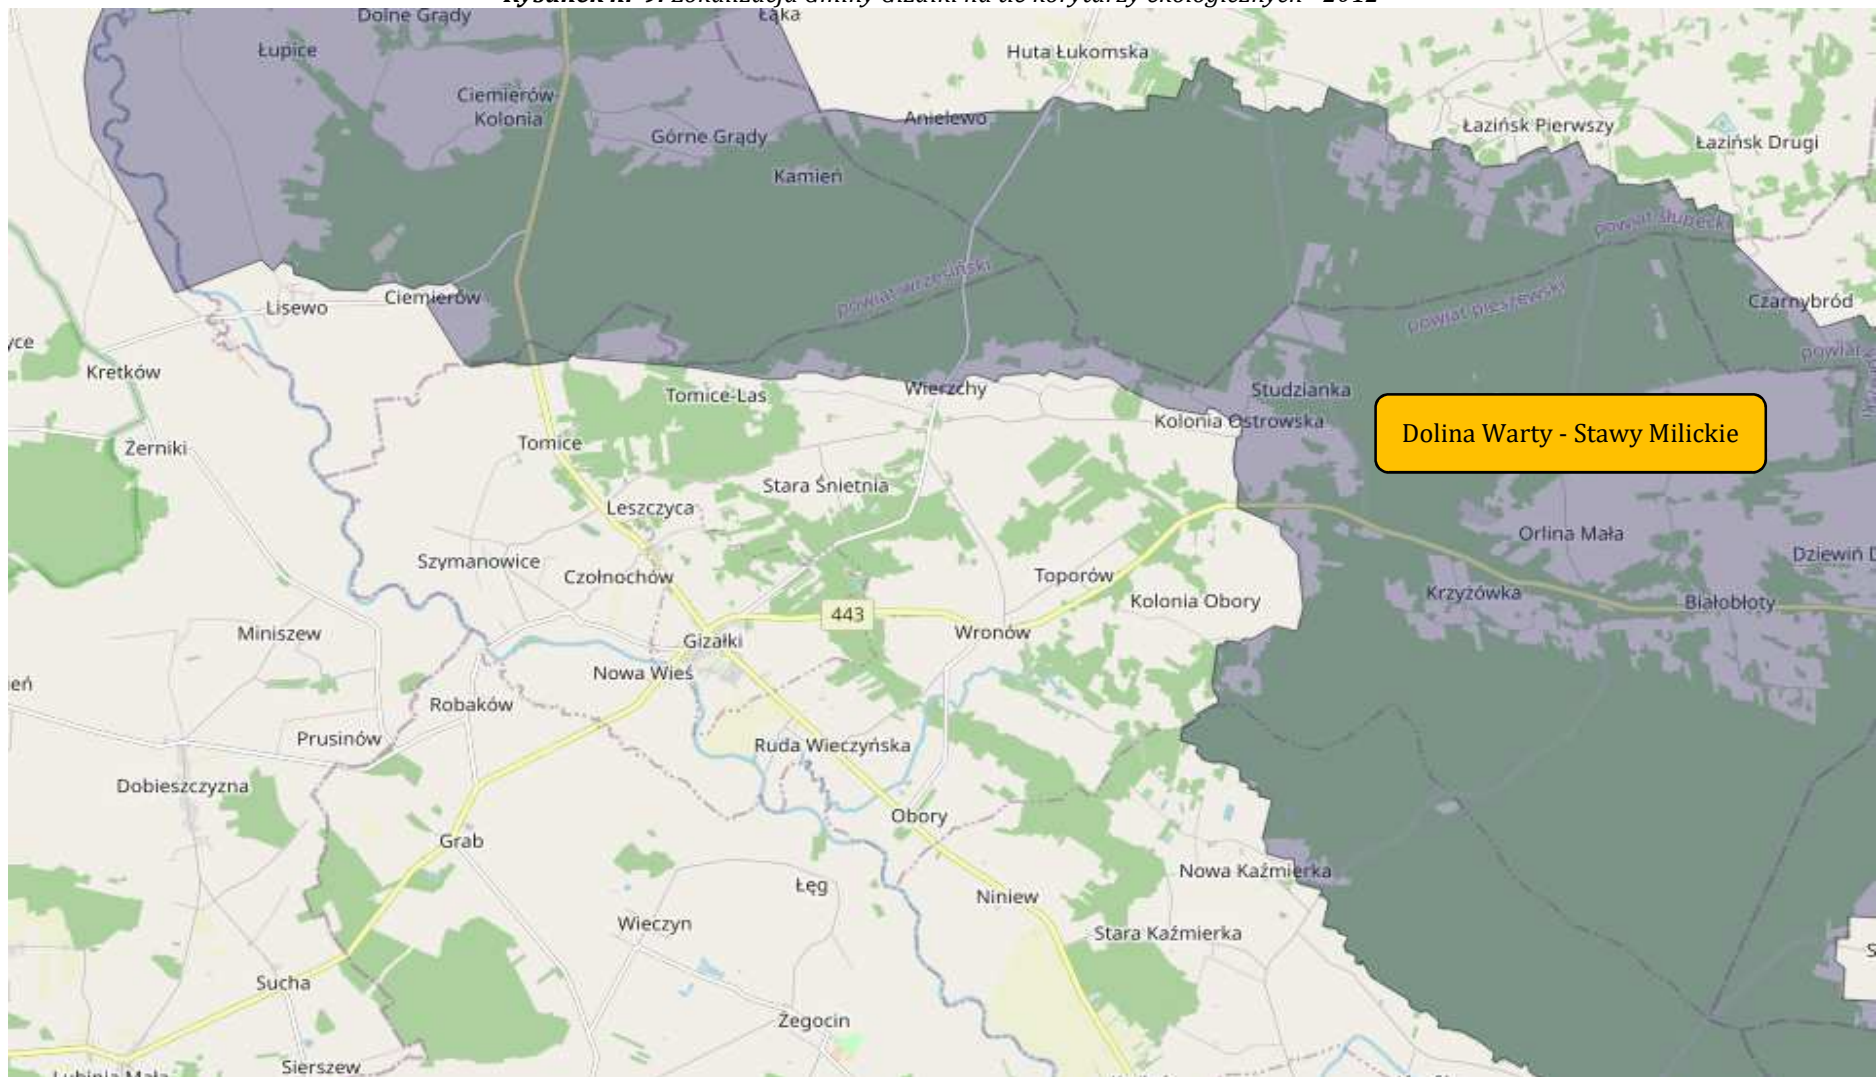 Dolne Grądy
Łąka
Łupice
Huta Łukomska
Ciemierów-
Kolonia
Anielewo
Górne Grądy
Łazińsk Pierwszy
Łazińsk Drugi
Kamień
powiat słupecki
powiat wrzesiński
powiat pleszewski
Czarnybród
Ciemierów
Lisewo
powiat
Kretków
Tomice-Las
Wierzchy
Studzianka
Kolonia Ostrowska
Dolina Warty - Stawy Milickie
Żerniki
Tomice
Stara Śnietnia
Leszczyca
Orlina Mała
Dziewin D
Szymanowice
Czołnochów
Toporów
Kolonia Obory
Krzyżówka
Białobłoty
443
Miniszew
Gizałki
Wronów
Nowa Wieś
Robaków
Prusinów
Ruda Wieczyńska
Dobieszczyzna
Obory
Grab
Nowa Kaźmierka
Łęg
Niniew
Wieczyn
Stara Kaźmierka
Sucha
Żegocin
Sierszew